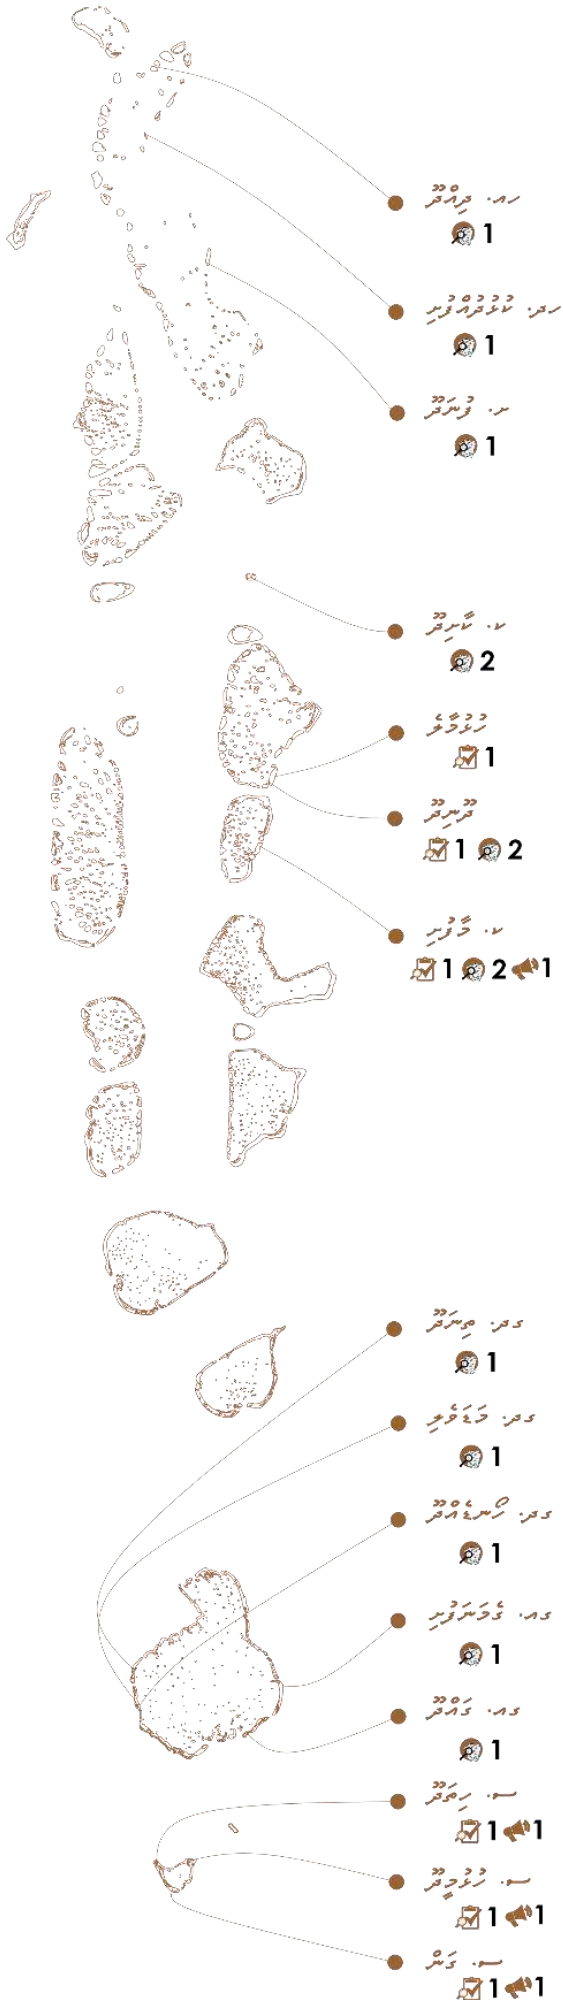 ހއ. ދިއްދޫ
1
ހދ. ކުޅުދުއްފުށި
1
ށ. ފުނަދޫ
1
ކ. ކާށިދޫ
2
ހުޅުމާލެ
1
ދޫނިދޫ
1 2
ކ. މާފުށި
1 2 1
ގދ. ތިނަދޫ
1
ގދ. މަޑަވެލި
1
ގދ. ހޯނޑެއްދޫ
1
ގއ. ގެމަނަފުށި
1
ގއ. ގައްދޫ
1
ސ. ހިތަދޫ
1 1
ސ. ހުޅުމީދޫ
1 1
ސ. ގަން
1 1